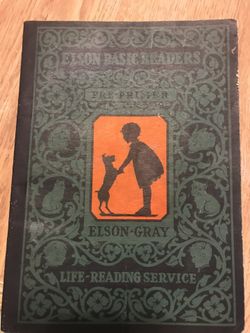 ELSON BASIC READERS
PRE-PRIMER
ELSON-GRAY
LIFE-READING SERVICE